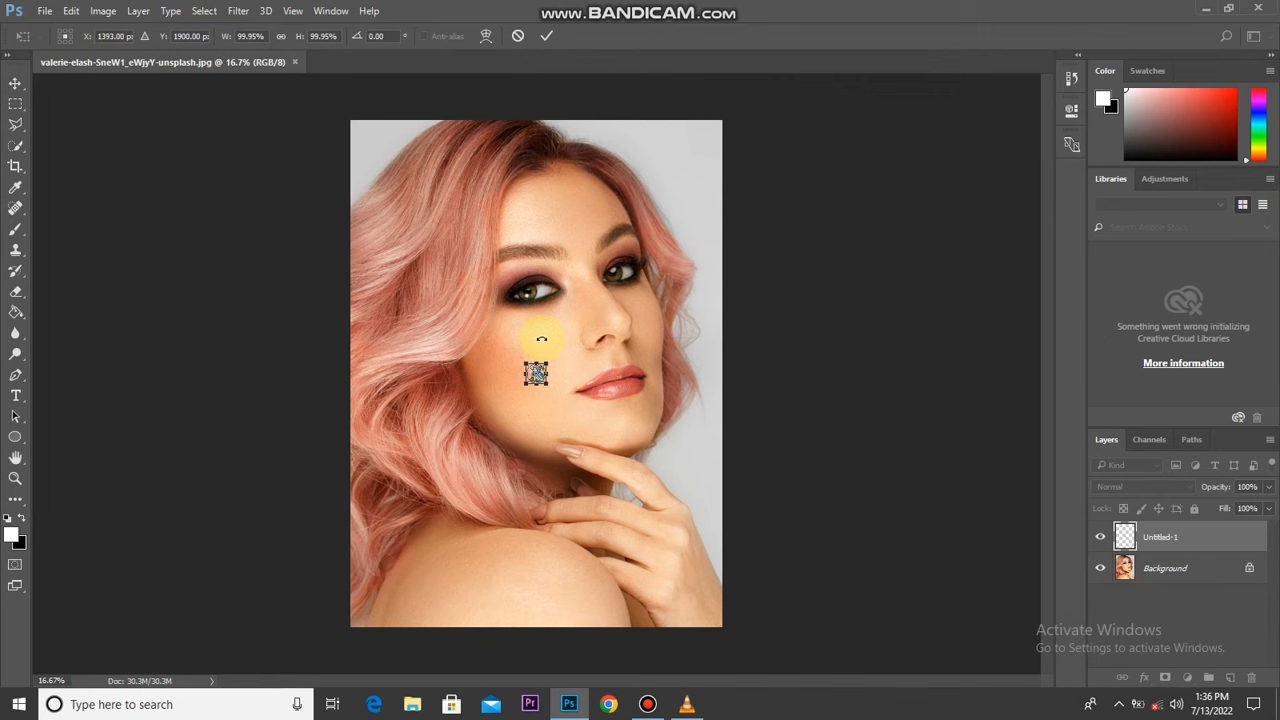 www.BANDICAM.com
Ps File Edit Image Layer Type Select Filter 3D View Window Help
X: 1393.00 p: Y: 1900.00 p: W: 99.95% H: 99.95% 0.00 ° Anti-alias
valerie-elash-SneW1_eWjyY-unsplash.jpg @ 16.7% (RGB/8) ×
Color Swatches
Libraries Adjustments
Search Adobe Stock
Something went wrong initializing
Creative Cloud Libraries
More information
Layers Channels Paths
Kind
Normal Opacity: 100%
Locks: Fill: 100%
Untitled-1
Background
Activate Windows
Go to Settings to activate Windows.
16.67% Doc: 30.3M/30.3M
Type here to search
Pr Ps
1:36 PM
7/13/2022